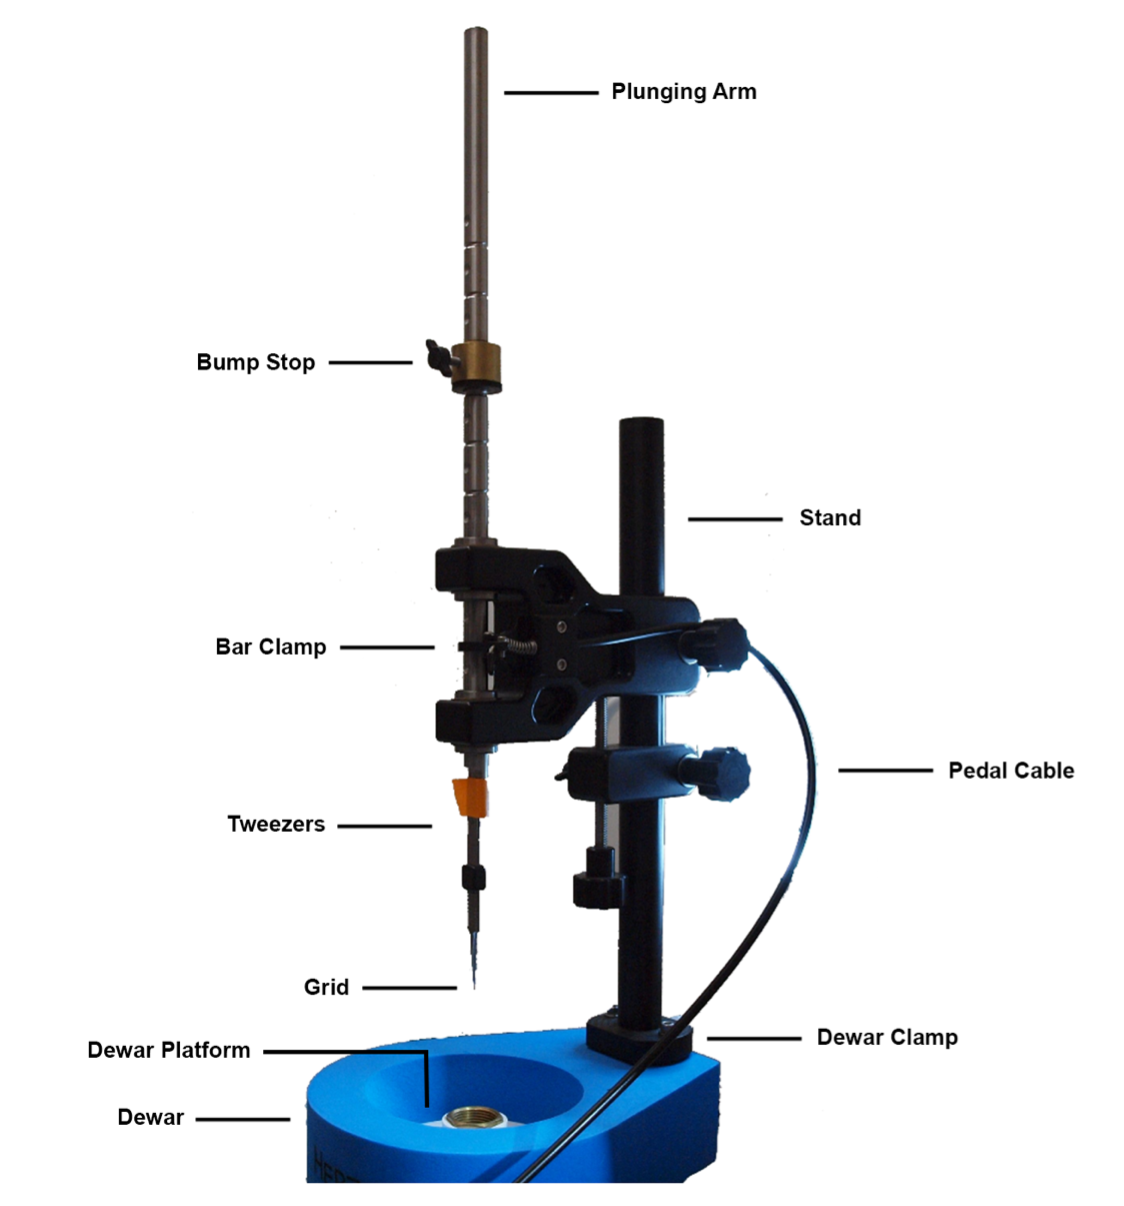 Plunging Arm
Bump Stop
Stand
Bar Clamp
Pedal Cable
Tweezers
Grid
Dewar Clamp
Dewar Platform
Dewar